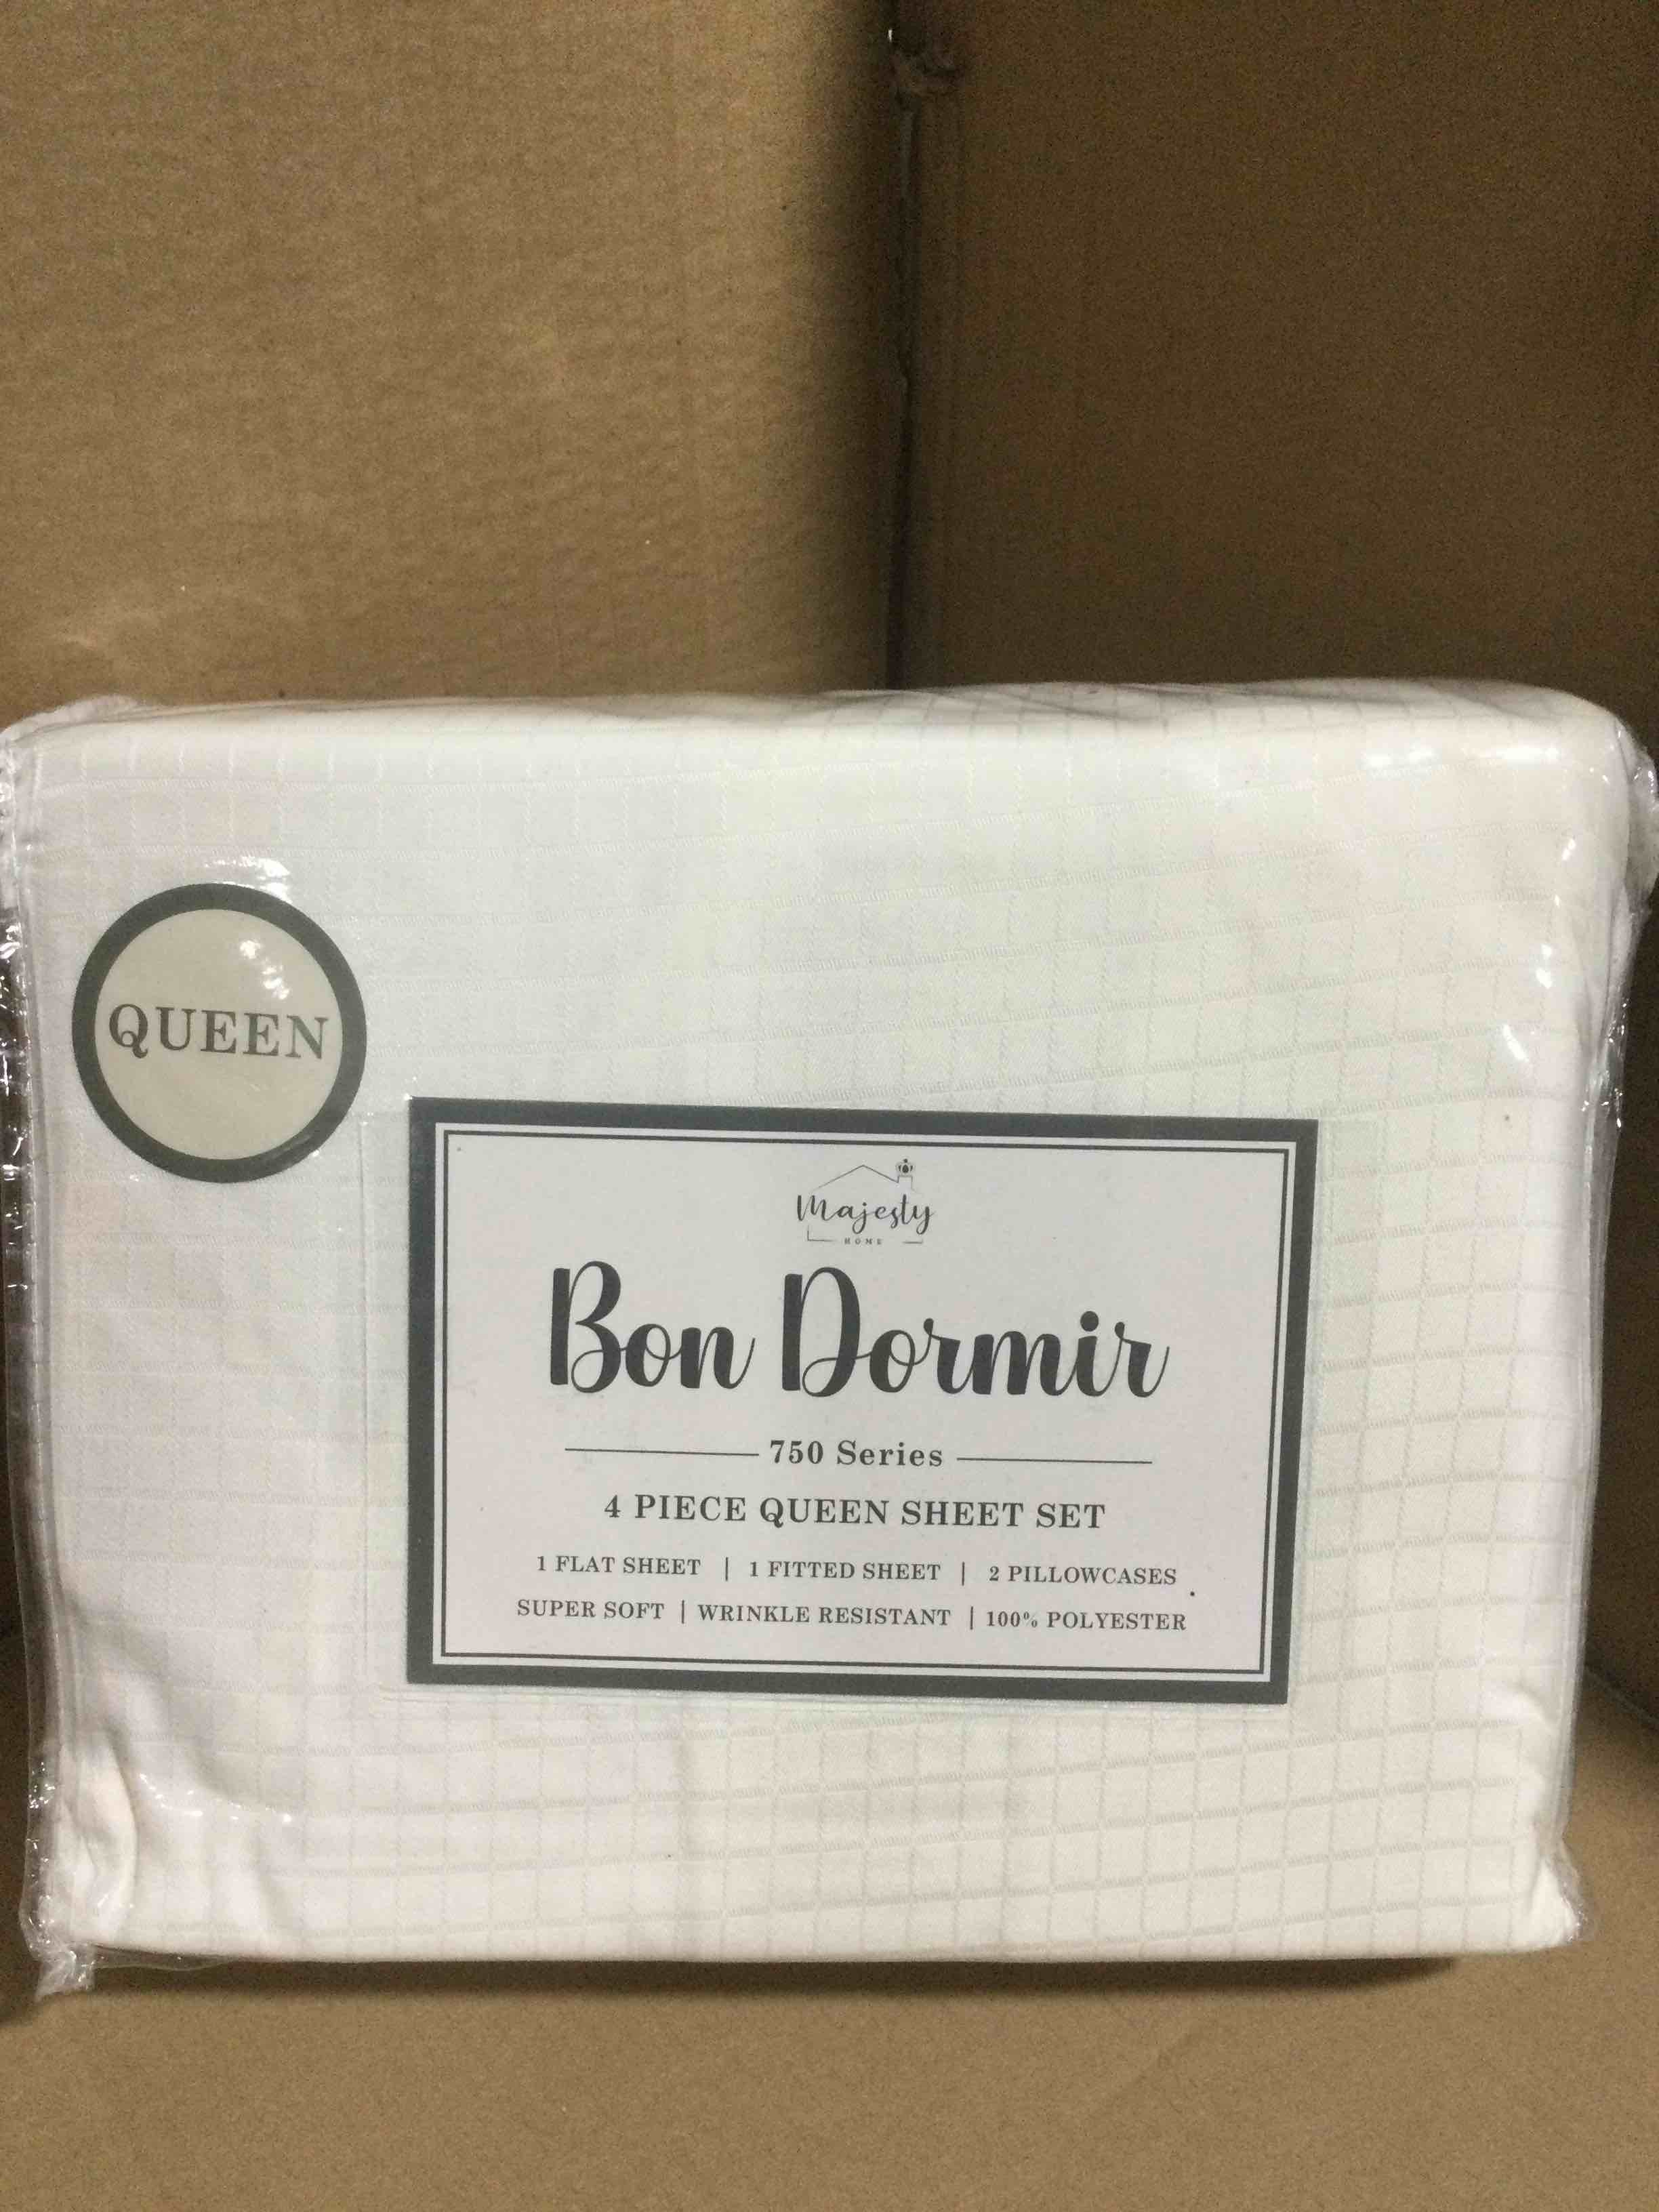 QUEEN
Majesty
HOME
Bon Dormir
750 Series
4 PIECE QUEEN SHEET SET
1 FLAT SHEET | 1 FITTED SHEET | 2 PILLOWCASES
SUPER SOFT | WRINKLE RESISTANT | 100% POLYESTER